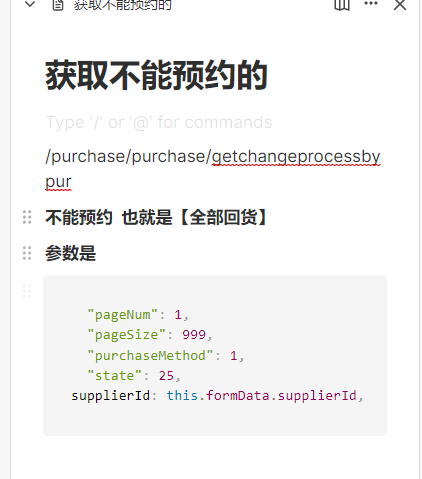 获取不能预约的
获取不能预约的
Type '/' or '@' for commands
/purchase/purchase/getchangeprocessby
pur
不能预约 也就是【全部回货】
参数是
"pageNum": 1,
"pageSize": 999,
"purchaseMethod": 1,
"state": 25,
supplierId: this.formData.supplierId,